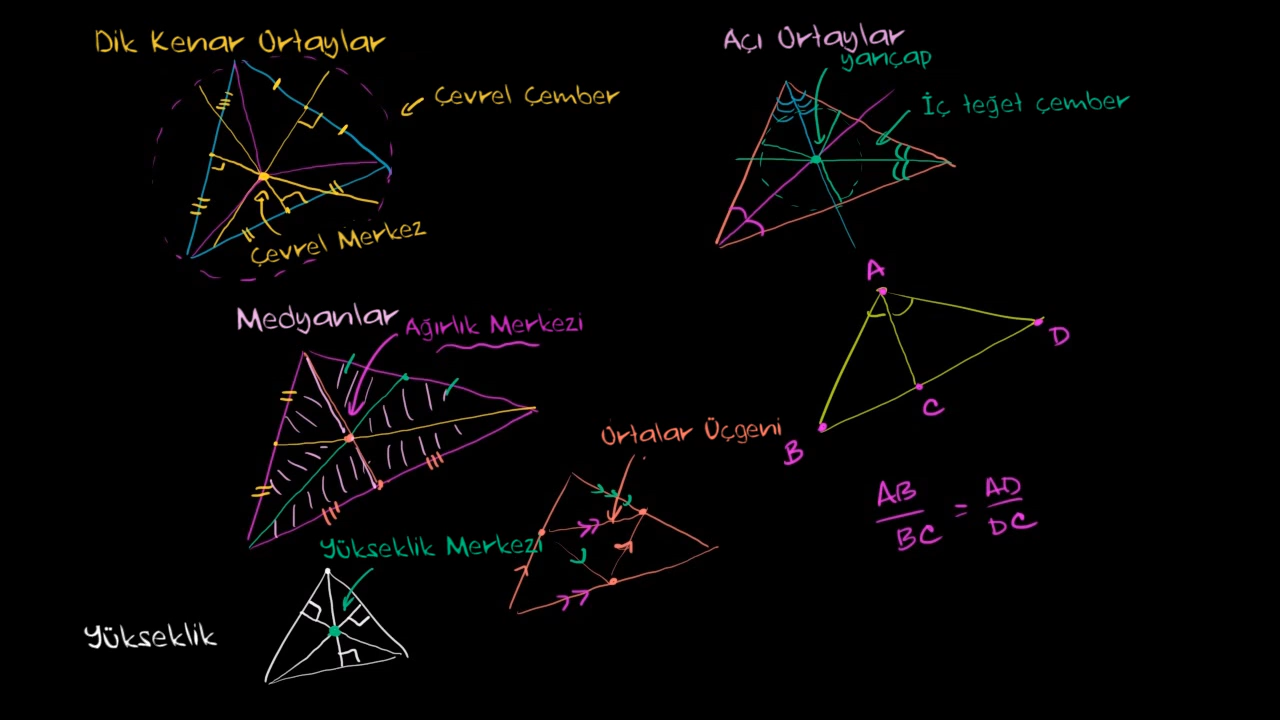 Dik Kenar Ortaylar
Çevrel Çember
Çevrel Merkez
Açı Ortaylar
yarıçap
İç teğet çember
Medyanlar
Ağırlık Merkezi
A
D
C
B
Ortalar Üçgeni
AB/BC = AD/DC
Yükseklik Merkezi
Yükseklik